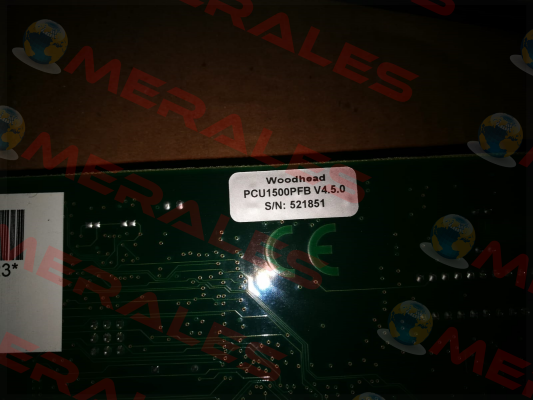 MERALES
MERALES
Woodhead
PCU1500PFB V4.5.0
S/N: 521851
CE
3*
MERALES
MERALES